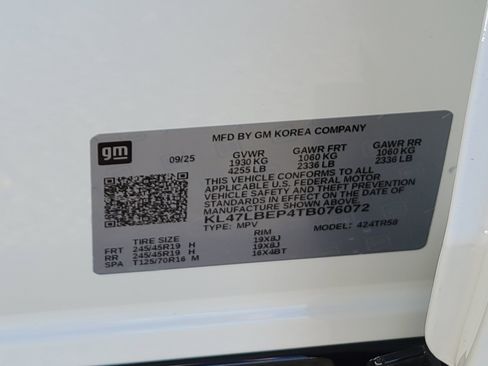 MFD BY GM KOREA COMPANY
gm 09/25 GVWR GAWR FRT GAWR RR
1930 KG 1060 KG 1060 KG
4255 LB 2336 LB 2336 LB
THIS VEHICLE CONFORMS TO ALL
APPLICABLE U.S. FEDERAL MOTOR
VEHICLE SAFETY AND THEFT
PREVENTION STANDARDS IN EFFECT ON THE
DATE OF MANUFACTURE SHOWN ABOVE.
KL47LBEP4TB076072
TYPE: MPV MODEL: 424TR58
TIRE SIZE RIM
FRT 245/45R19 H 19X8J
RR 245/45R19 H 19X8J
SPA T125/70R16 M 16X4BT